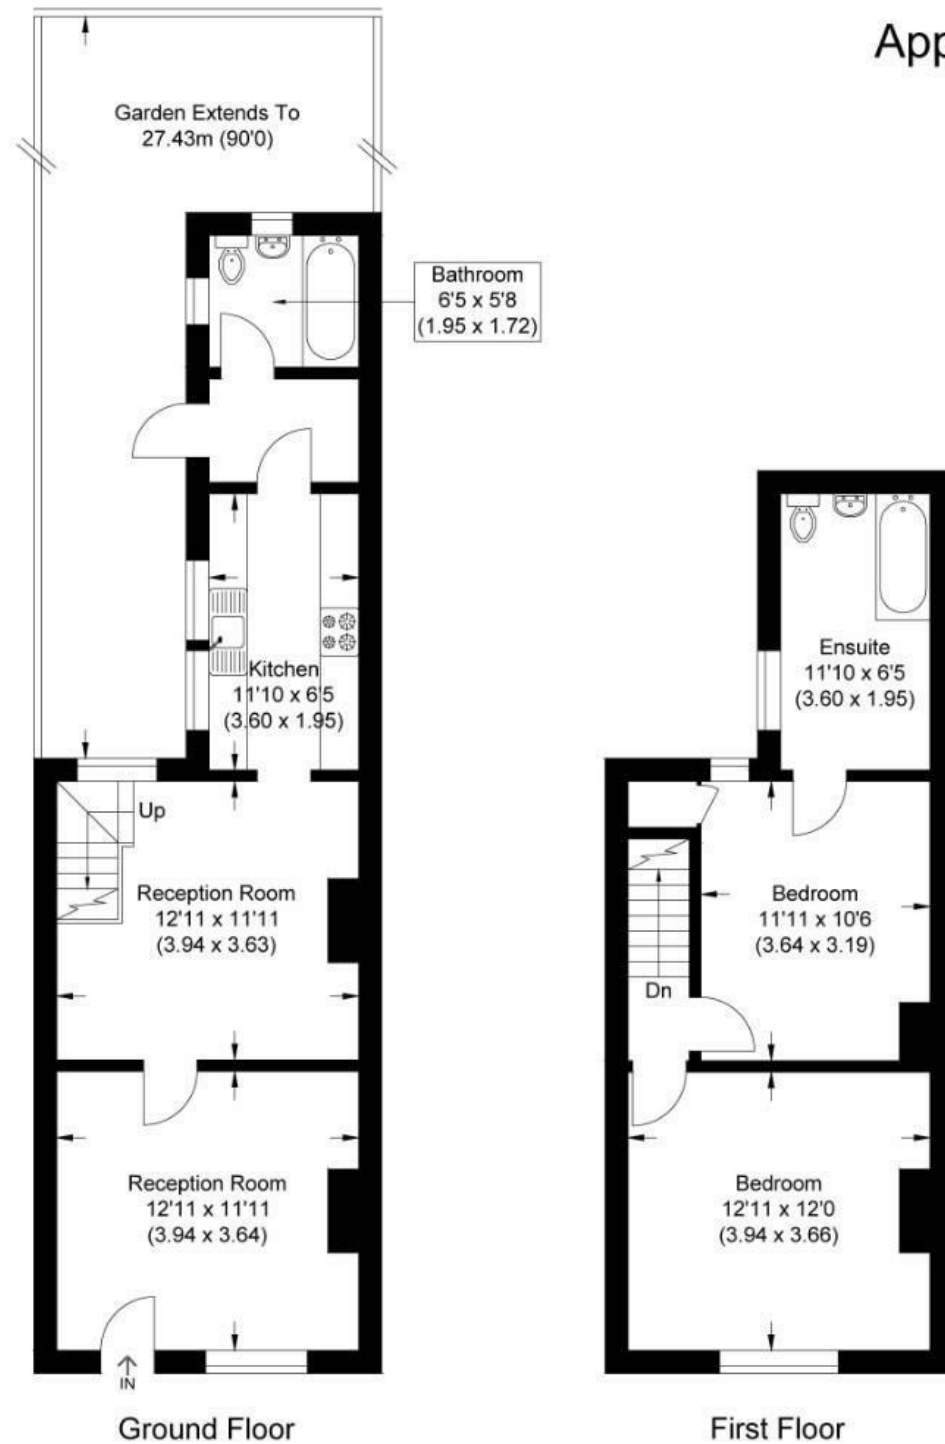 App
Garden Extends To
27.43m (90'0)
Bathroom
6'5 x 5'8
(1.95 x 1.72)
Kitchen
11'10 x 6'5
(3.60 x 1.95)
Up
Reception Room
12'11 x 11'11
(3.94 x 3.63)
Reception Room
12'11 x 11'11
(3.94 x 3.64)
IN
Ground Floor
Ensuite
11'10 x 6'5
(3.60 x 1.95)
Bedroom
11'11 x 10'6
(3.64 x 3.19)
Dn
Bedroom
12'11 x 12'0
(3.94 x 3.66)
First Floor